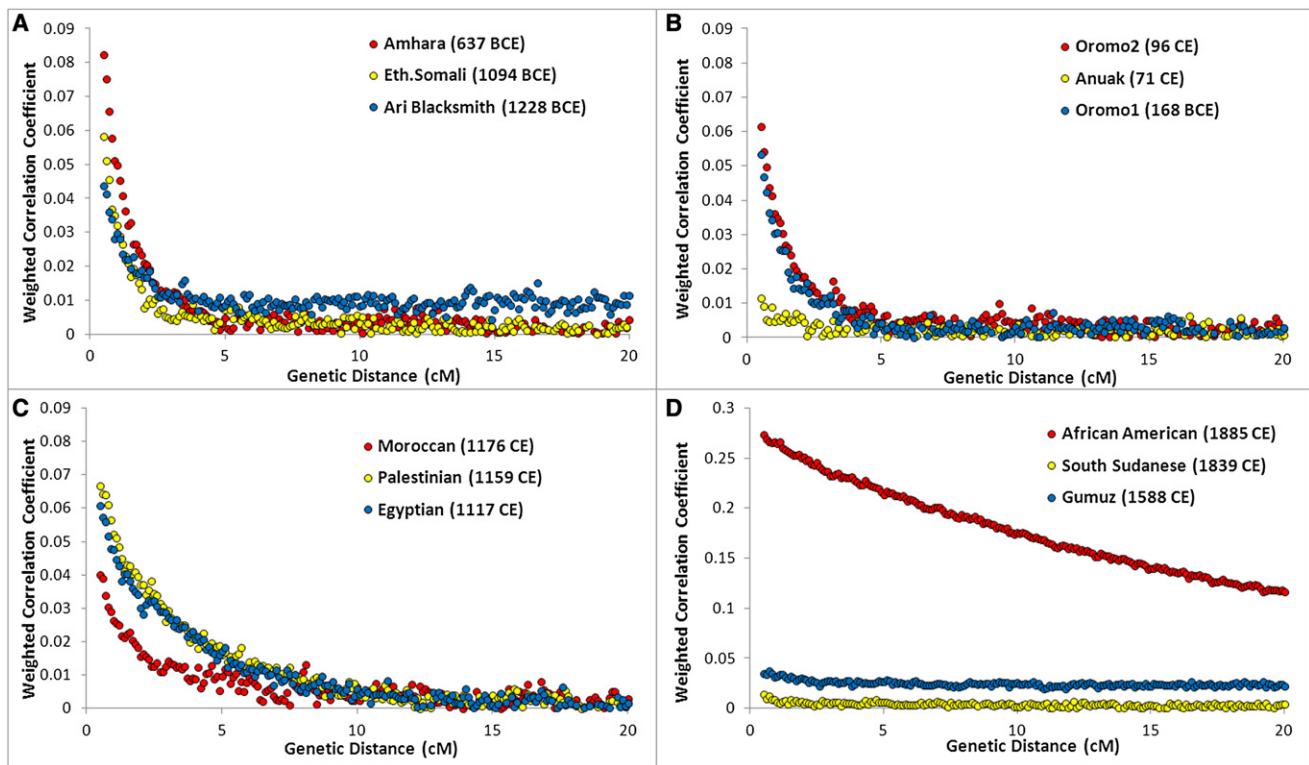 A
Weighted Correlation Coefficient
0.09
0.08
0.07
0.06
0.05
0.04
0.03
0.02
0.01
0
Amhara (637 BCE)
Eth.Somali (1094 BCE)
Ari Blacksmith (1228 BCE)
0 5 10 15 20
Genetic Distance (cM)
B
Weighted Correlation Coefficient
0.09
0.08
0.07
0.06
0.05
0.04
0.03
0.02
0.01
0
Oromo2 (96 CE)
Anuak (71 CE)
Oromo1 (168 BCE)
0 5 10 15 20
Genetic Distance (cM)
C
Weighted Correlation Coefficient
0.09
0.08
0.07
0.06
0.05
0.04
0.03
0.02
0.01
0
Moroccan (1176 CE)
Palestinian (1159 CE)
Egyptian (1117 CE)
0 5 10 15 20
Genetic Distance (cM)
D
Weighted Correlation Coefficient
0.3
0.25
0.2
0.15
0.1
0.05
0
African American (1885 CE)
South Sudanese (1839 CE)
Gumuz (1588 CE)
0 5 10 15 20
Genetic Distance (cM)